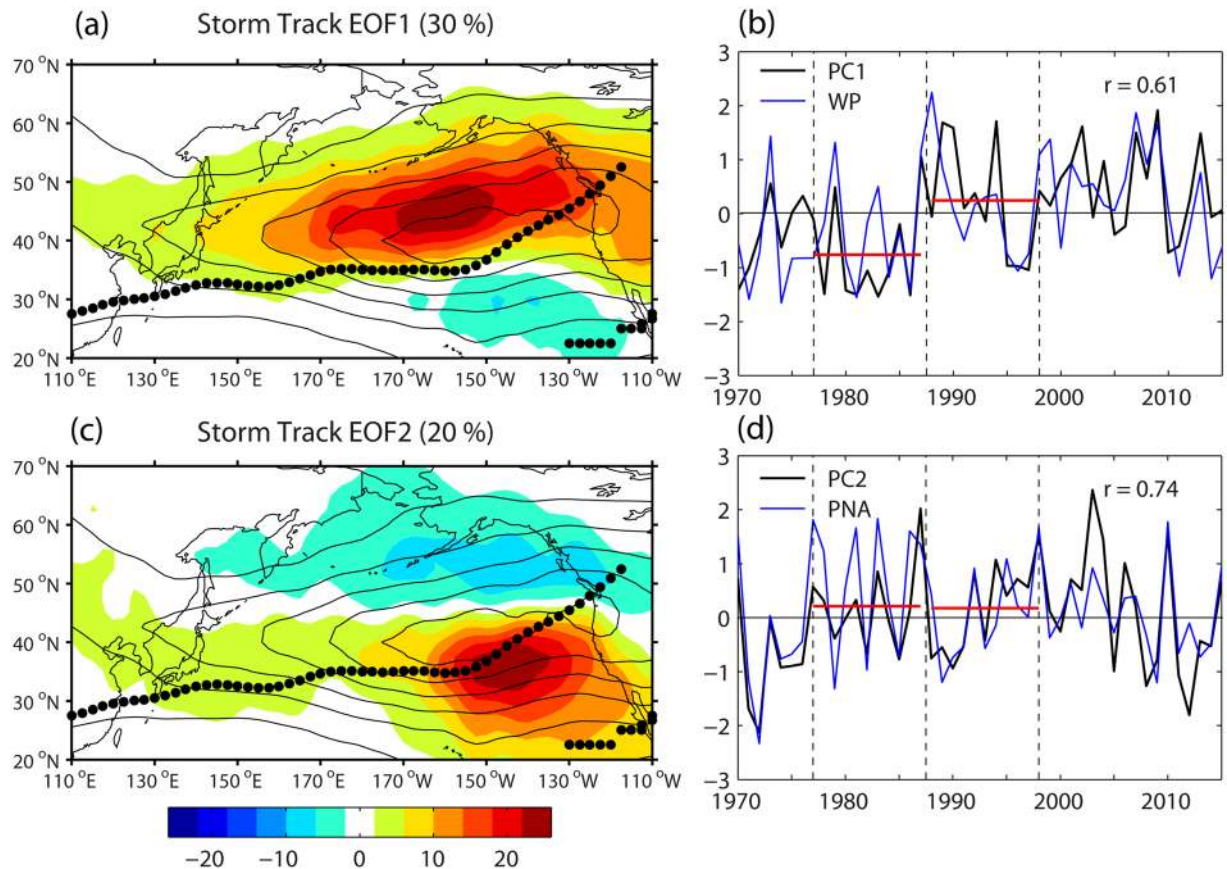 (a) Storm Track EOF1 (30 %)
70 °N
60 °N
50 °N
40 °N
30 °N
20 °N
110 °E 130 °E 150 °E 170 °E 170 °W 150 °W 130 °W 110 °W
(b)
3
2
1
0
−1
−2
−3
PC1
WP
r = 0.61
1970 1980 1990 2000 2010
(c) Storm Track EOF2 (20 %)
70 °N
60 °N
50 °N
40 °N
30 °N
20 °N
110 °E 130 °E 150 °E 170 °E 170 °W 150 °W 130 °W 110 °W
−20 −10 0 10 20
(d)
3
2
1
0
−1
−2
−3
PC2
PNA
r = 0.74
1970 1980 1990 2000 2010